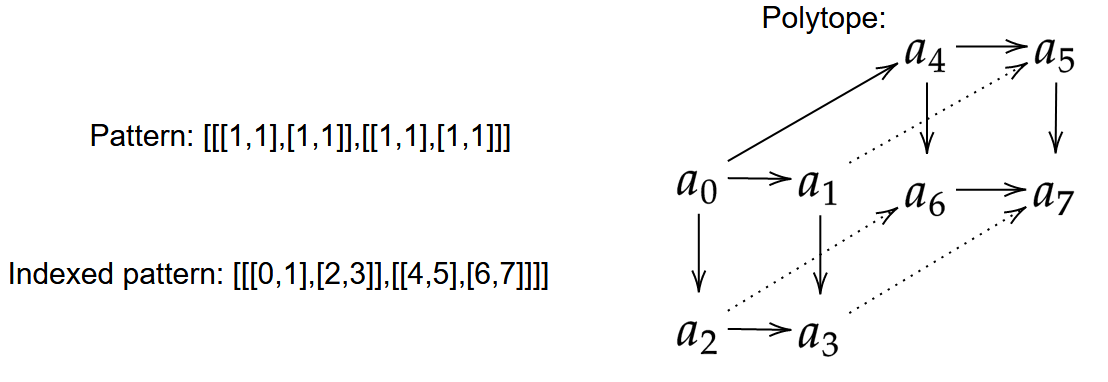 Polytope:
a₄ a₅
Pattern: [[[1,1],[1,1]],[[1,1],[1,1]]]
a₀ a₁ a₆ a₇
Indexed pattern: [[[0,1],[2,3]],[[4,5],[6,7]]]]
a₂ a₃